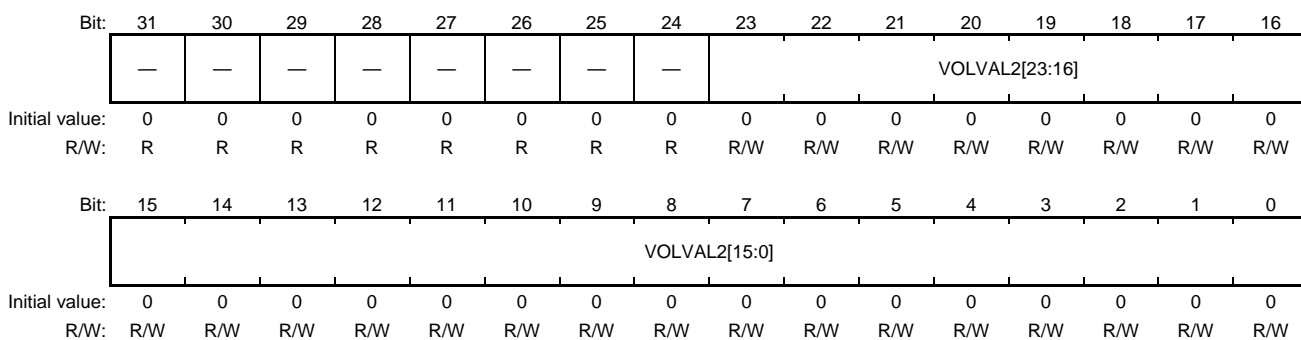 Bit: 31 30 29 28 27 26 25 24 23 22 21 20 19 18 17 16
— — — — — — — — VOLVAL2[23:16]
Initial value: 0 0 0 0 0 0 0 0 0 0 0 0 0 0 0 0
R/W: R R R R R R R R R/W R/W R/W R/W R/W R/W R/W R/W
Bit: 15 14 13 12 11 10 9 8 7 6 5 4 3 2 1 0
VOLVAL2[15:0]
Initial value: 0 0 0 0 0 0 0 0 0 0 0 0 0 0 0 0
R/W: R/W R/W R/W R/W R/W R/W R/W R/W R/W R/W R/W R/W R/W R/W R/W R/W